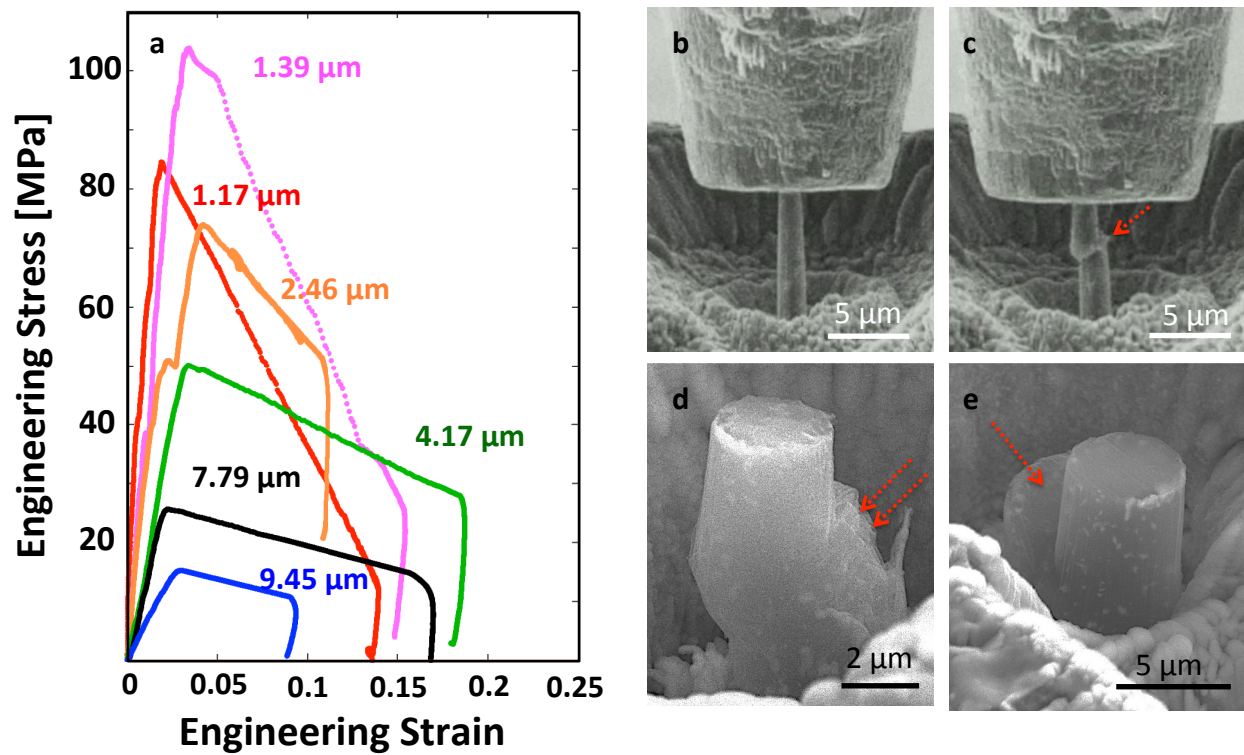 a
1.39 μm
1.17 μm
2.46 μm
4.17 μm
7.79 μm
9.45 μm
Engineering Stress [MPa]
100
80
60
40
20
0
0.05
0.1
0.15
0.2
0.25
Engineering Strain
b
5 μm
c
5 μm
d
2 μm
e
5 μm